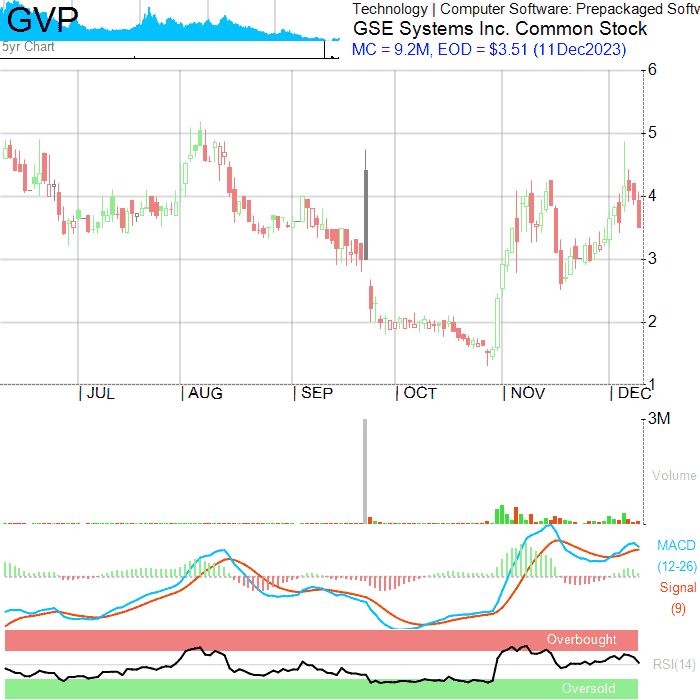 GVP
5yr Chart
Technology | Computer Software: Prepackaged Softw
GSE Systems Inc. Common Stock
MC = 9.2M, EOD = $3.51 (11Dec2023)
6
5
4
3
2
1
JUL
AUG
SEP
OCT
NOV
DEC
3M
Volume
MACD
(12-26)
Signal
(9)
Overbought
RSI(14)
Oversold